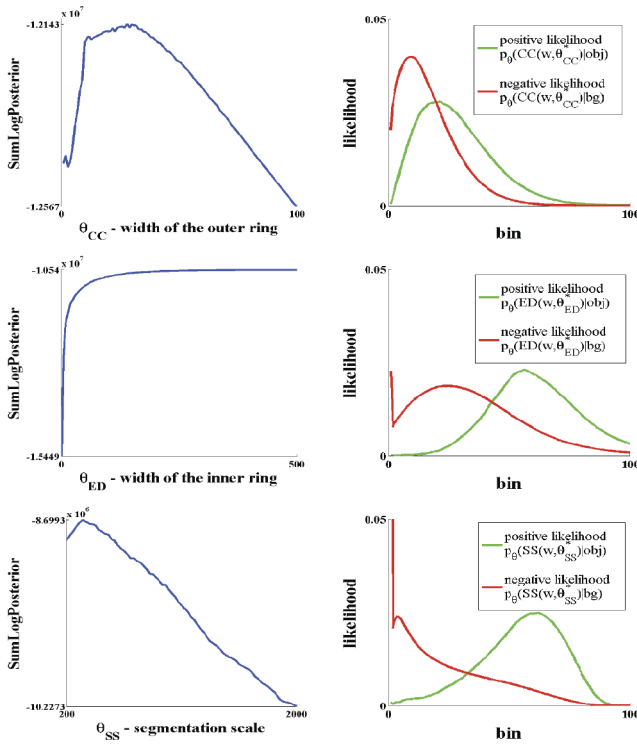 x 10^7
-1.2143
SumLogPosterior
-1.2567
0
100
θ_CC - width of the outer ring
0.05
likelihood
positive likelihood
p_θ(CC(w,θ*_CC)|obj)
negative likelihood
p_θ(CC(w,θ*_CC)|bg)
0
0
100
bin
x 10^7
-1.054
SumLogPosterior
-1.5449
0
500
θ_ED - width of the inner ring
0.05
likelihood
positive likelihood
p_θ(ED(w,θ*_ED)|obj)
negative likelihood
p_θ(ED(w,θ*_ED)|bg)
0
0
100
bin
x 10^6
-8.6993
SumLogPosterior
-10.2273
200
2000
θ_SS - segmentation scale
0.05
likelihood
positive likelihood
p_θ(SS(w,θ*_SS)|obj)
negative likelihood
p_θ(SS(w,θ*_SS)|bg)
0
0
100
bin